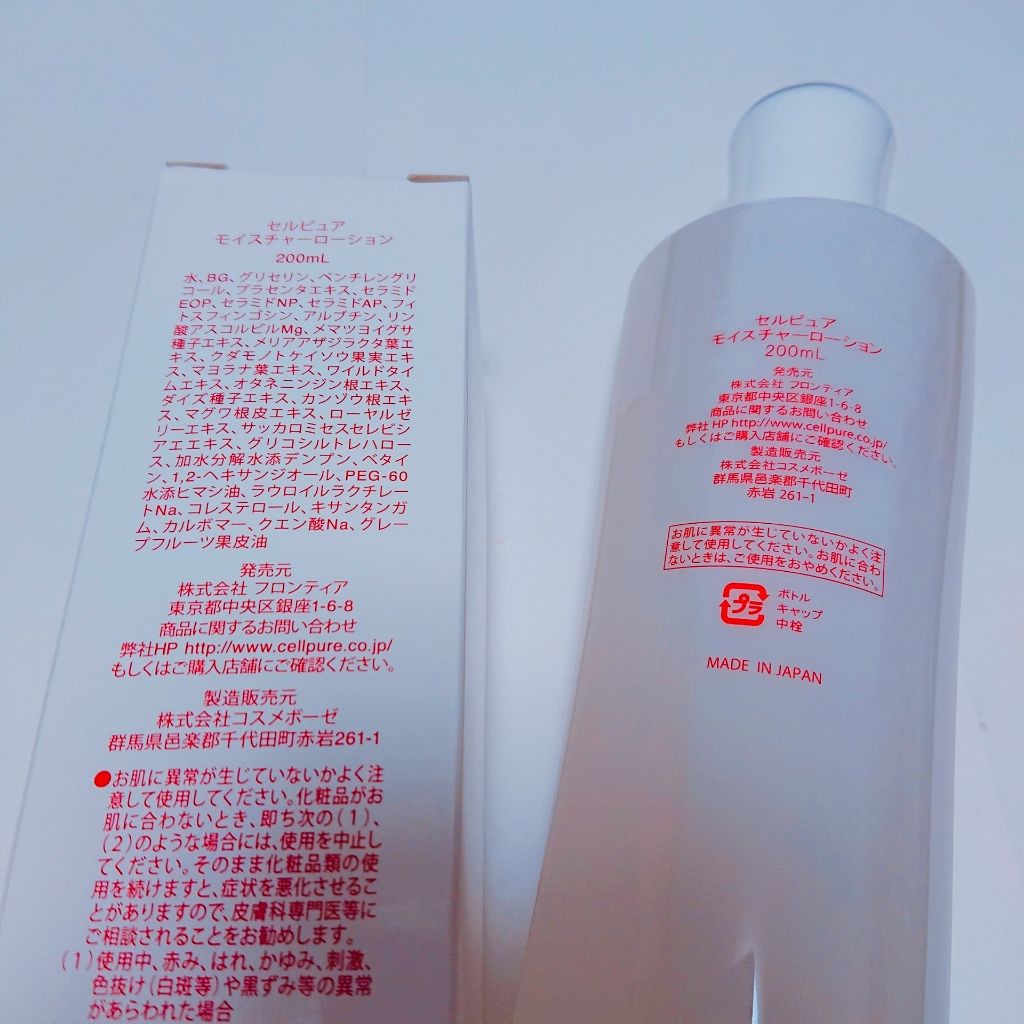 セルピュア
モイスチャーローション
200mL
水、BG、グリセリン、ペンチレングリ
コール、プラセンタエキス、セラミド
EOP、セラミドNP、セラミドAP、フィ
トスフィンゴシン、アルブチン、リン
酸アスコルビルMg、メマツヨイグサ
種子エキス、メリアアザジラクタ葉エ
キス、クダモノトケイソウ果実エキ
ス、マヨラナ葉エキス、ワイルドタイ
ムエキス、オタネニンジン根エキス、
ダイズ種子エキス、カンゾウ根エキ
ス、マグワ根皮エキス、ローヤルゼ
リーエキス、サッカロミセスセレビシ
アエエキス、グリコシルトレハロー
ス、加水分解水添デンプン、ベタイ
ン、1,2-ヘキサンジオール、PEG-60
水添ヒマシ油、ラウロイルラクチレー
トNa、コレステロール、キサンタンガ
ム、カルボマー、クエン酸Na、グレー
プフルーツ果皮油
発売元
株式会社 フロンティア
東京都中央区銀座1-6-8
商品に関するお問い合わせ
弊社HP http://www.cellpure.co.jp/
もしくはご購入店舗にご確認ください。
製造販売元
株式会社コスメボーゼ
群馬県邑楽郡千代田町赤岩261-1
●お肌に異常が生じていないかよく注
意して使用してください。化粧品がお
肌に合わないとき、即ち次の(1)、
(2)のような場合には、使用を中止し
てください。そのまま化粧品類の使
用を続けますと、症状を悪化させるこ
とがありますので、皮膚科専門医等に
ご相談されることをお勧めします。
(1)使用中、赤み、はれ、かゆみ、刺激、
色抜け(白斑等)や黒ずみ等の異常
があらわれた場合
セルピュア
モイスチャーローション
200mL
発売元
株式会社 フロンティア
東京都中央区銀座1-6-8
商品に関するお問い合わせ
弊社 HP http://www.cellpure.co.jp/
もしくはご購入店舗にご確認ください。
製造販売元
株式会社コスメボーゼ
群馬県邑楽郡千代田町
赤岩 261-1
お肌に異常が生じていないかよく注
意して使用してください。お肌に合わ
ないときは、ご使用をおやめください。
プラ
ボトル
キャップ
中栓
MADE IN JAPAN